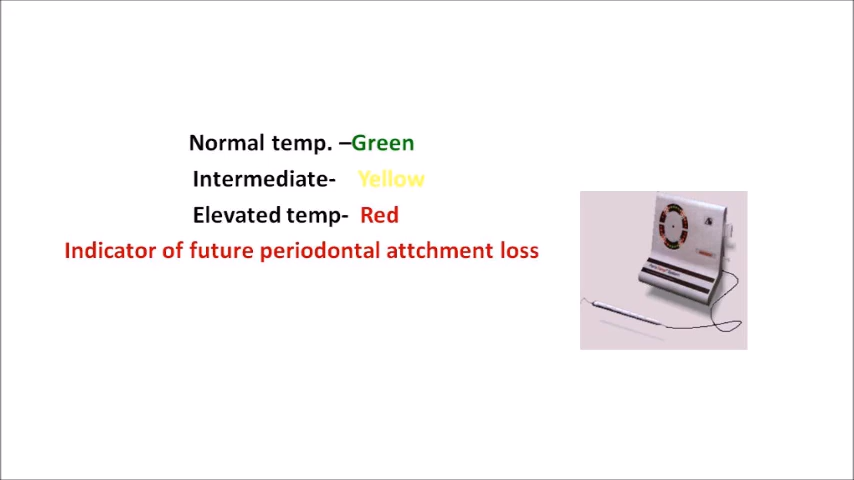 Normal temp. –Green
Intermediate- Yellow
Elevated temp- Red
Indicator of future periodontal attchment loss